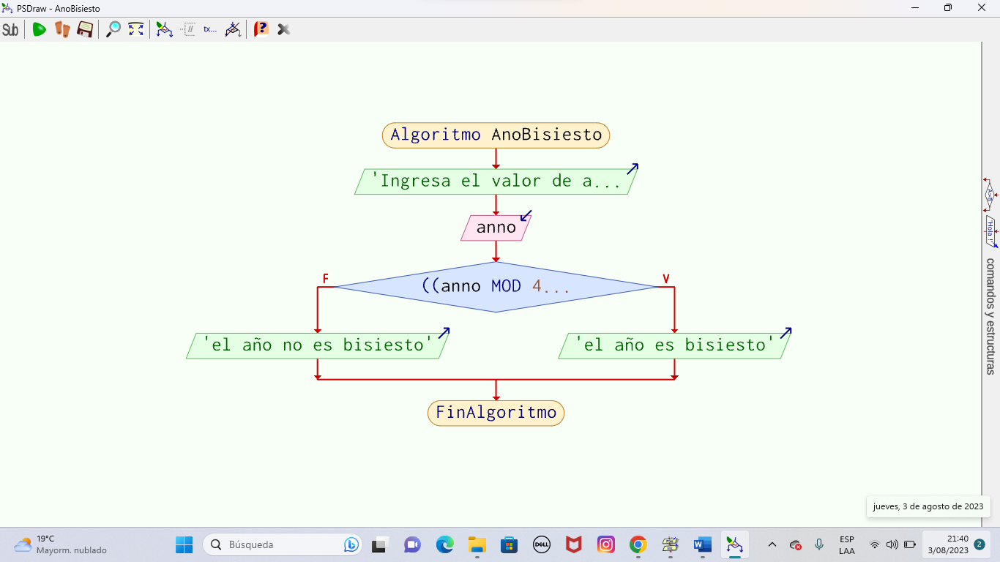 PSDraw - AnoBisiesto
Sub
tx...
?
Algoritmo AnoBisiesto
'Ingresa el valor de a...
anno
((anno MOD 4...
F
V
'el año no es bisiesto'
'el año es bisiesto'
FinAlgoritmo
A>B
'Hola !'
comandos y estructuras
jueves, 3 de agosto de 2023
19°C
Mayorm. nublado
Búsqueda
DELL
ESP
LAA
21:40
3/08/2023
2